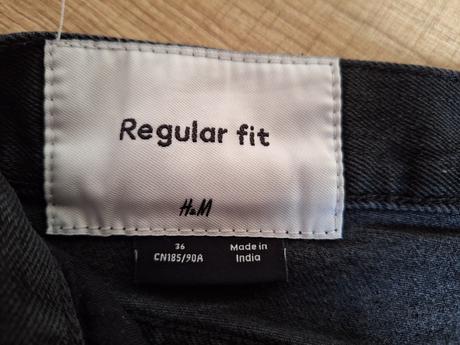 Regular fit
H&M
36
CN185/90A
Made in
India